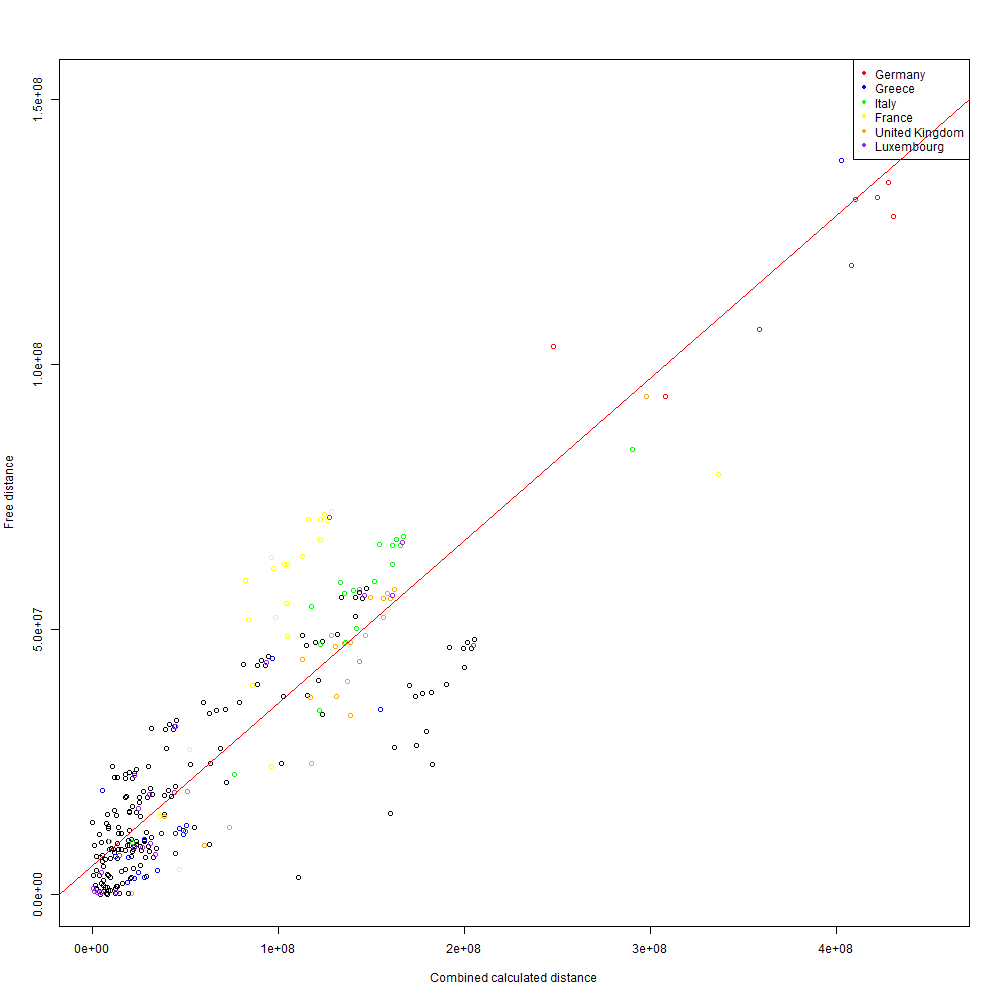 Germany
Greece
Italy
France
United Kingdom
Luxembourg
1.5e+08
1.0e+08
5.0e+07
0.0e+00
Free distance
0e+00 1e+08 2e+08 3e+08 4e+08
Combined calculated distance